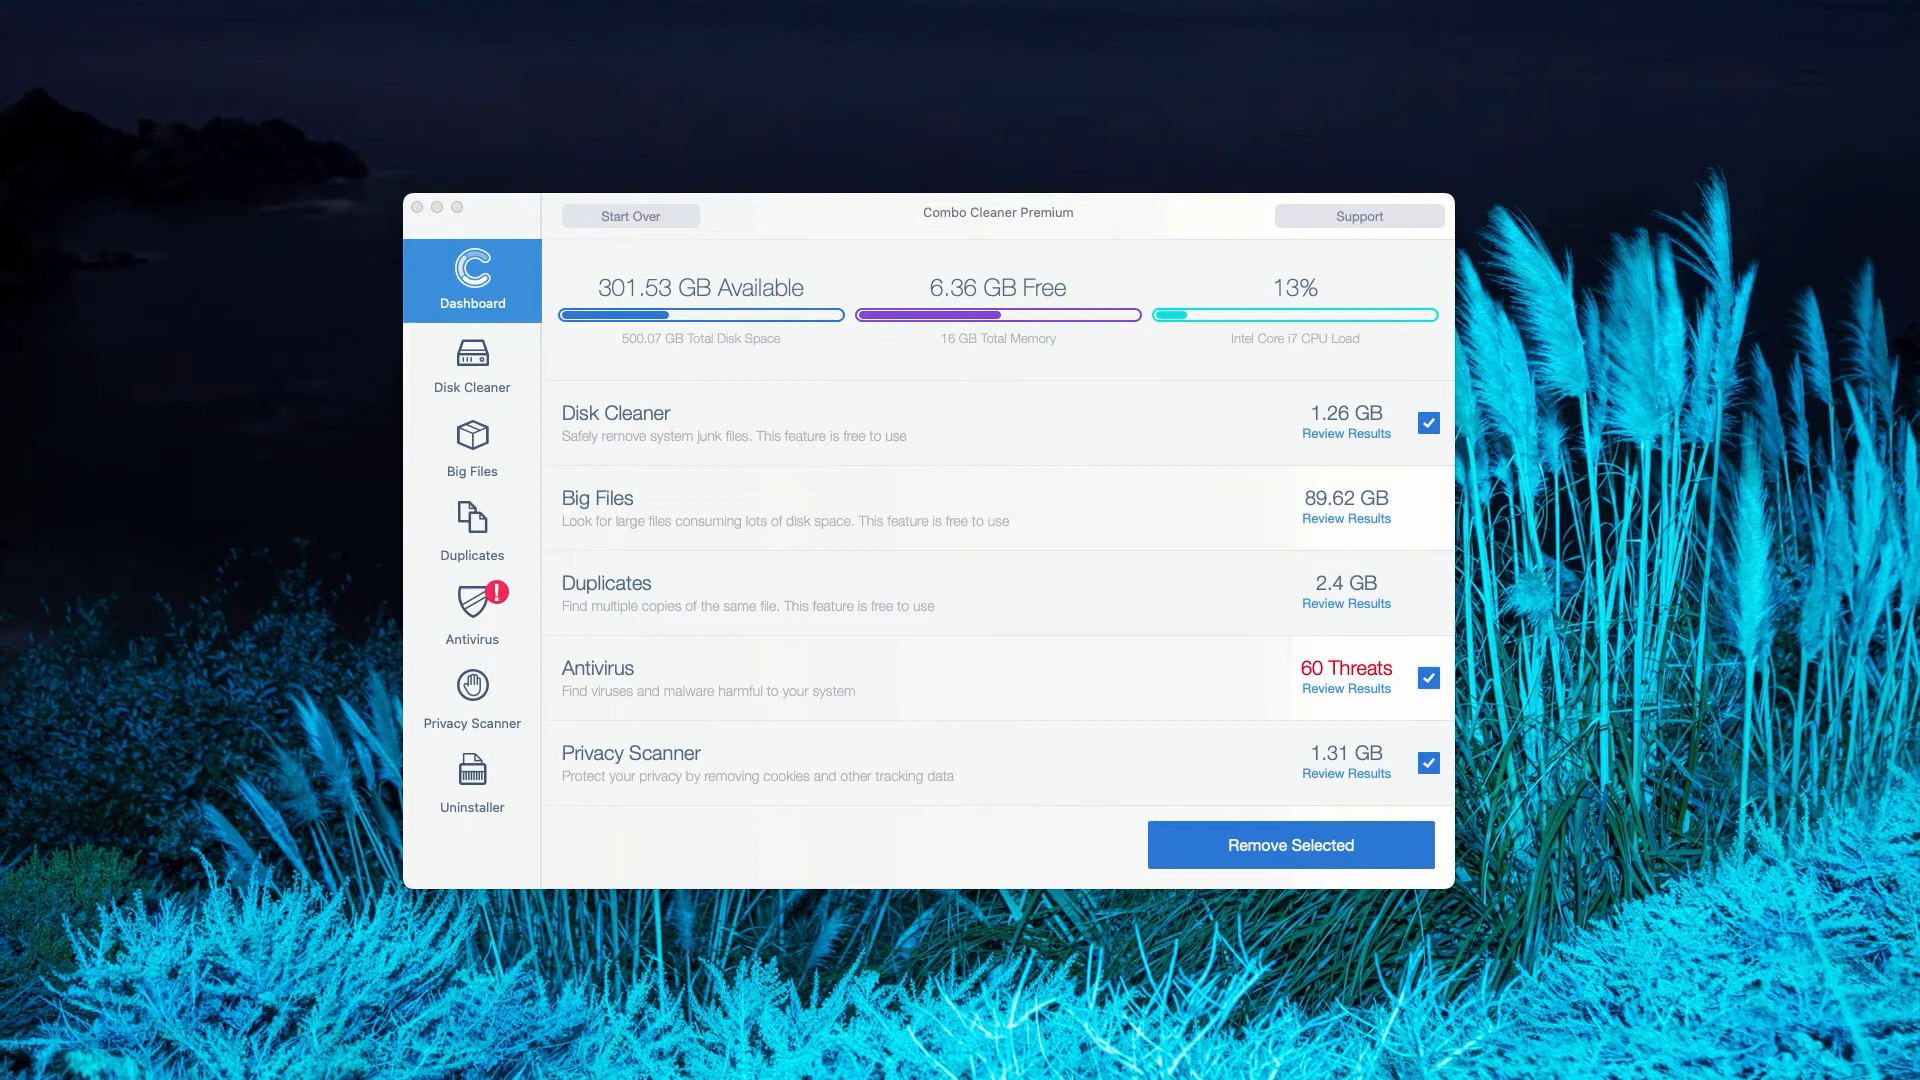 Start Over
Combo Cleaner Premium
Support
Dashboard
Disk Cleaner
Big Files
Duplicates
Antivirus
Privacy Scanner
Uninstaller
301.53 GB Available
500.07 GB Total Disk Space
6.36 GB Free
16 GB Total Memory
13%
Intel Core i7 CPU Load
Disk Cleaner
Safely remove system junk files. This feature is free to use
1.26 GB
Review Results
Big Files
Look for large files consuming lots of disk space. This feature is free to use
89.62 GB
Review Results
Duplicates
Find multiple copies of the same file. This feature is free to use
2.4 GB
Review Results
Antivirus
Find viruses and malware harmful to your system
60 Threats
Review Results
Privacy Scanner
Protect your privacy by removing cookies and other tracking data
1.31 GB
Review Results
Remove Selected